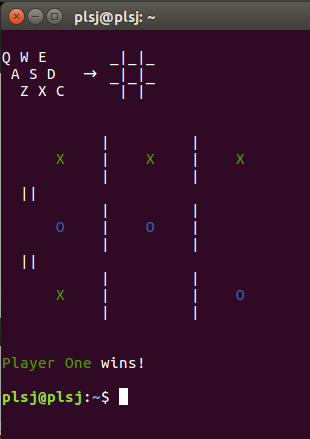 plsj@plsj: ~
Q W E _|_|_
A S D → _|_|_
Z X C | |
| |
X | X | X
| |
||
| |
O | O |
| |
||
| |
X | | O
| |
Player One wins!
plsj@plsj:~$